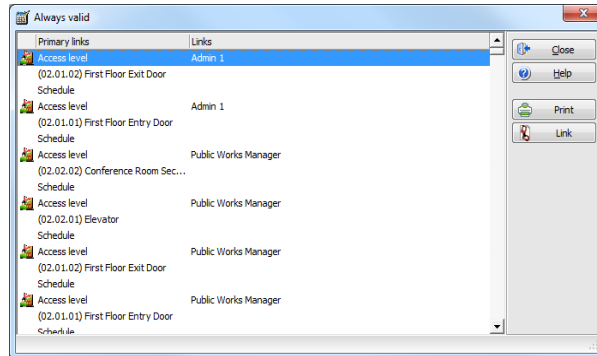 Always valid
Primary links Links
Access level Admin 1
(02.01.02) First Floor Exit Door
Schedule
Access level Admin 1
(02.01.01) First Floor Entry Door
Schedule
Access level Public Works Manager
(02.02.02) Conference Room Sec...
Schedule
Access level Public Works Manager
(02.02.01) Elevator
Schedule
Access level Public Works Manager
(02.01.02) First Floor Exit Door
Schedule
Access level Public Works Manager
(02.01.01) First Floor Entry Door
Schedule
Close
Help
Print
Link